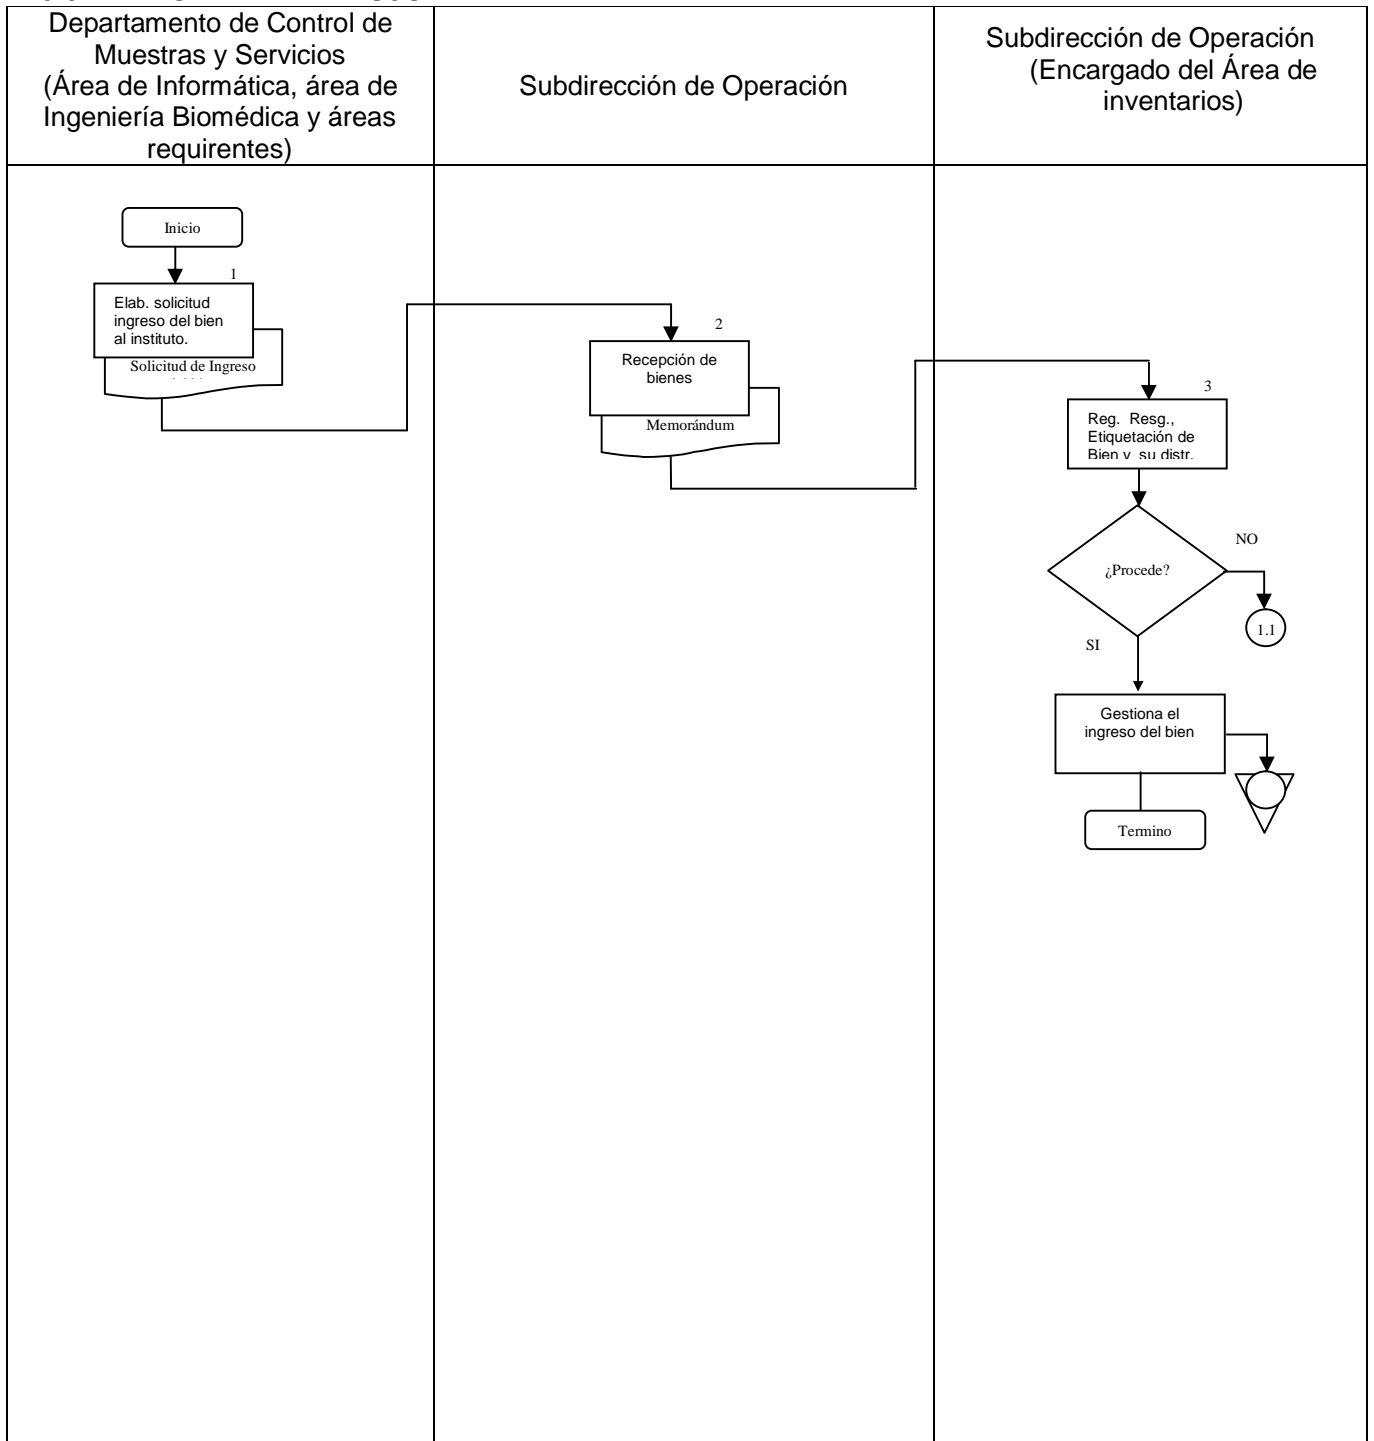 Departamento de Control de
Muestras y Servicios
(Área de Informática, área de
Ingeniería Biomédica y áreas
requirentes)
Subdirección de Operación
Subdirección de Operación
(Encargado del Área de
inventarios)
Inicio
1
Elab. solicitud
ingreso del bien
al instituto.
Solicitud de Ingreso
2
Recepción de
bienes
Memorándum
3
Reg. Resg.,
Etiquetación de
Bien y su distr.
¿Procede?
NO
1.1
SI
Gestiona el
ingreso del bien
Termino